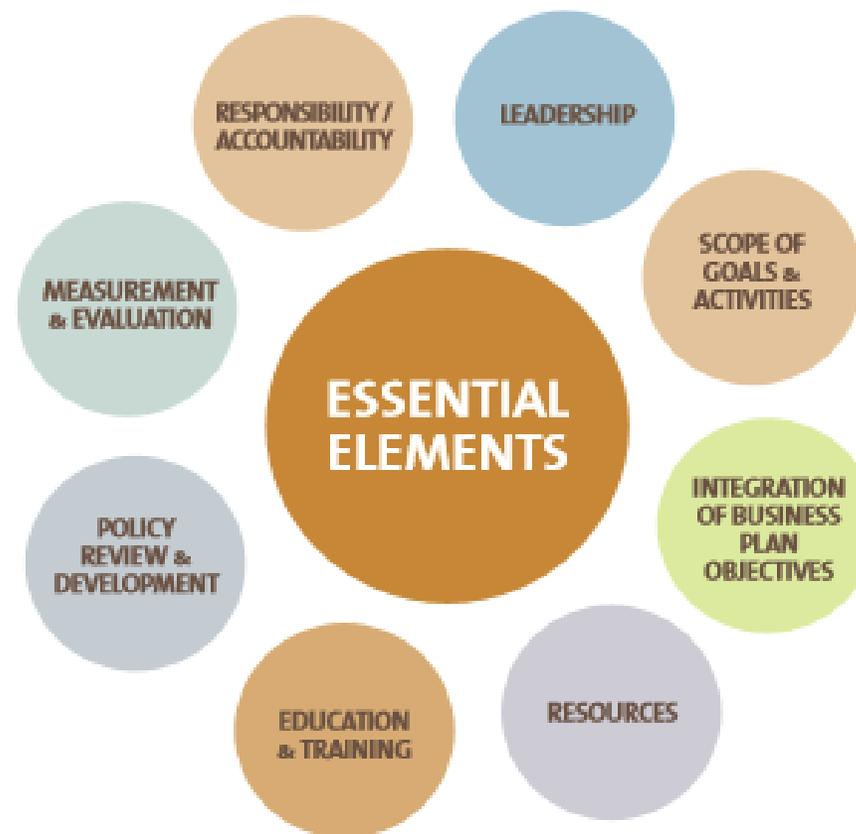 RESPONSIBILITY /
ACCOUNTABILITY
LEADERSHIP
SCOPE OF
GOALS &
ACTIVITIES
MEASUREMENT
& EVALUATION
ESSENTIAL
ELEMENTS
INTEGRATION
OF BUSINESS
PLAN
OBJECTIVES
POLICY
REVIEW &
DEVELOPMENT
EDUCATION
& TRAINING
RESOURCES